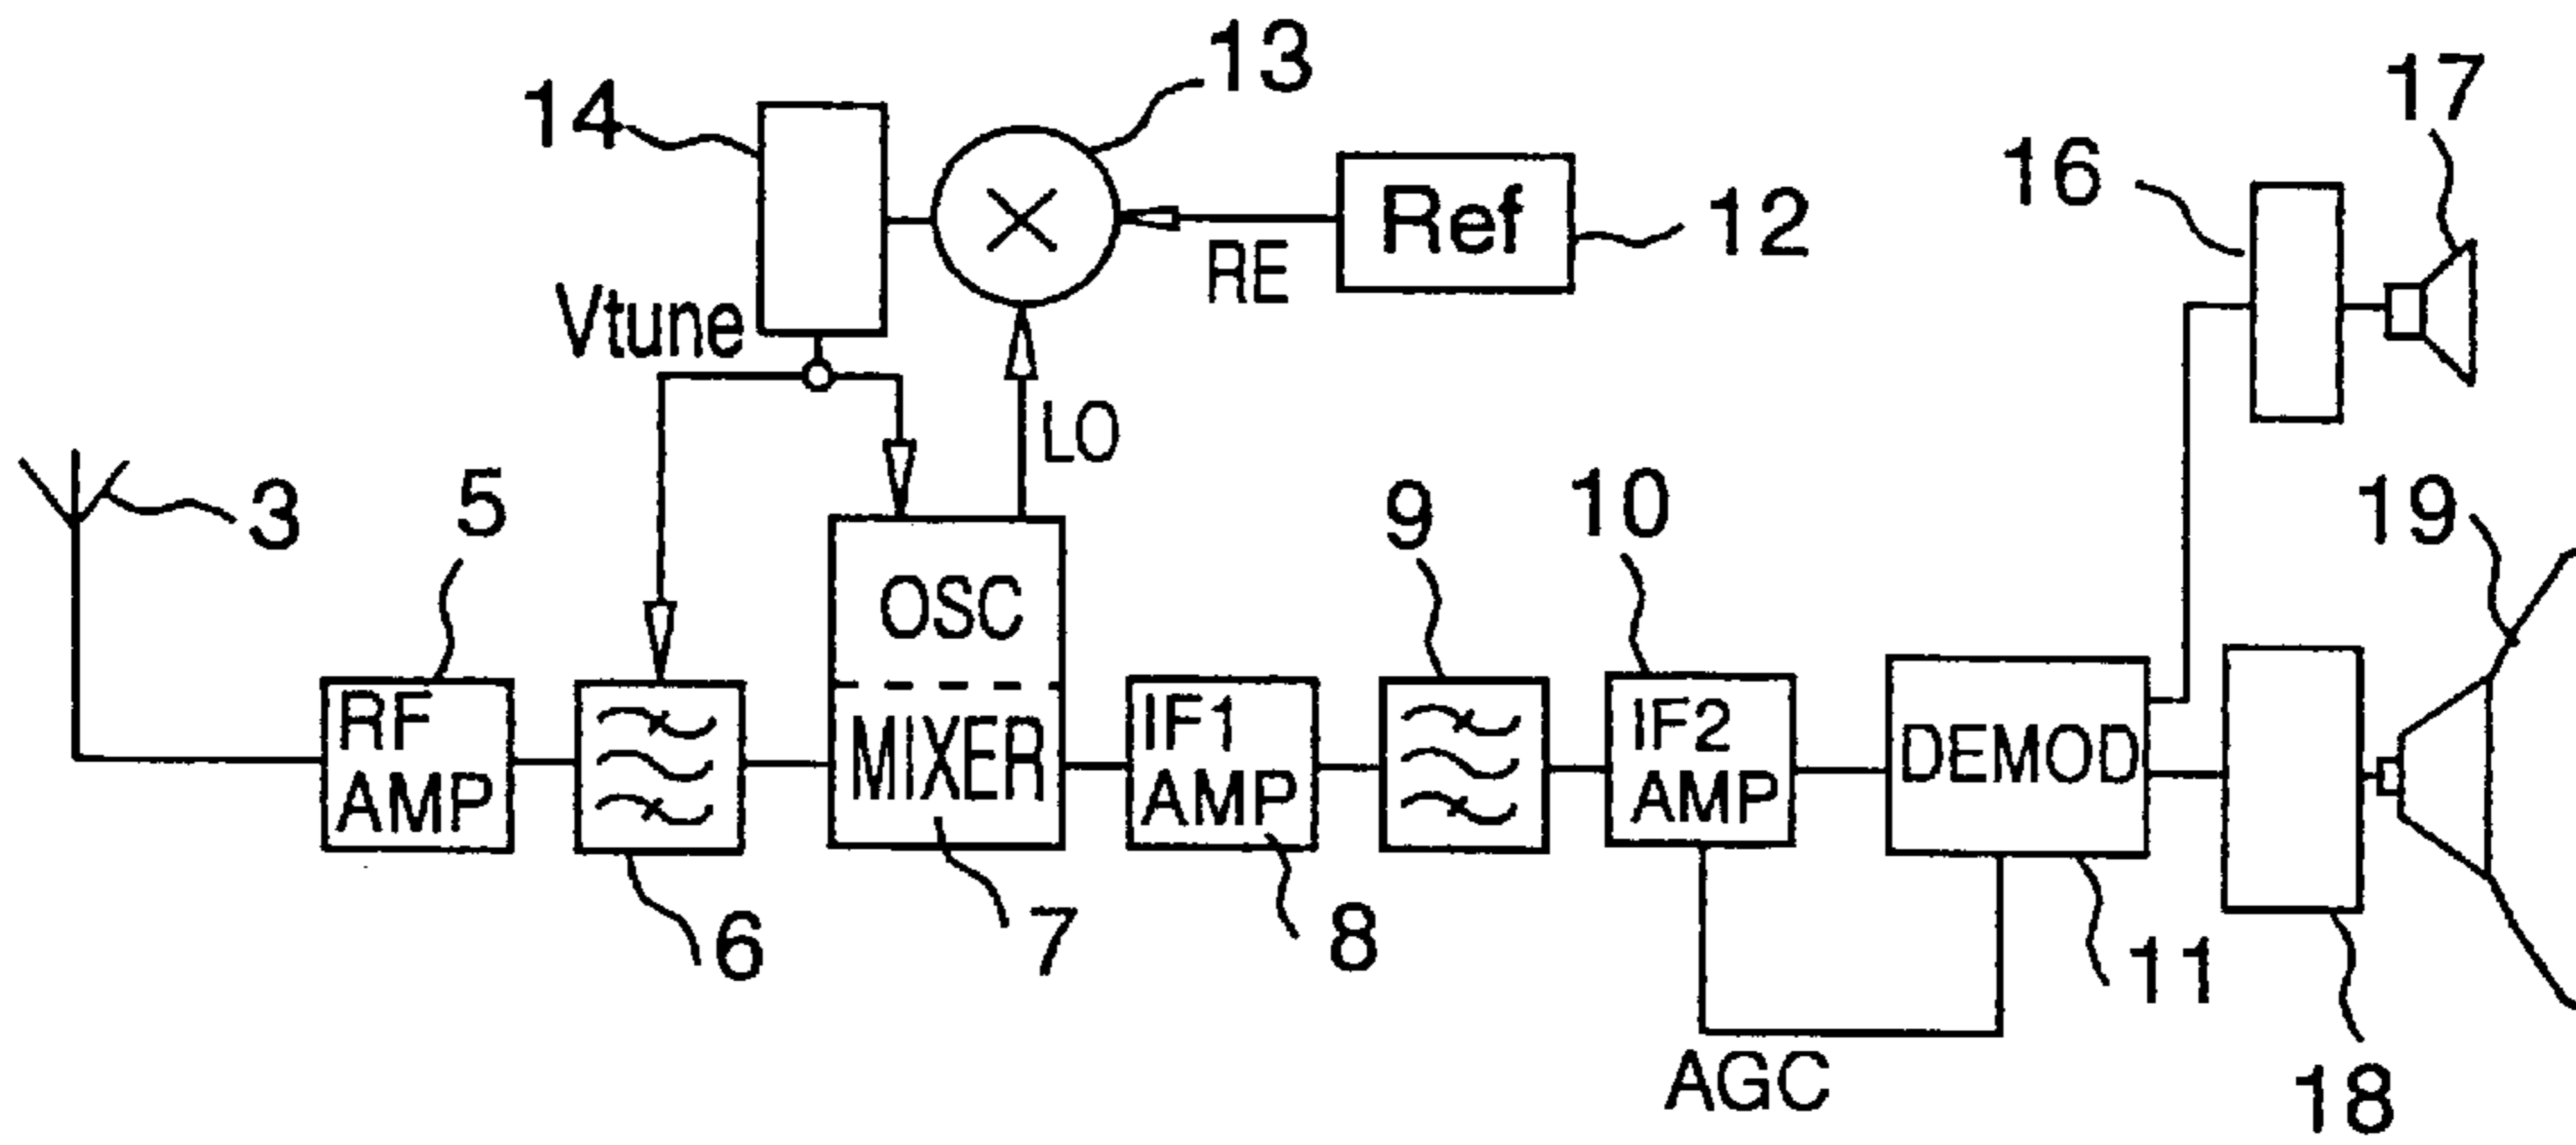 13
17
14
16
Ref
12
RE
Vtune
LO
3
5
9
10
19
OSC
MIXER
RF
AMP
IF1
AMP
IF2
AMP
DEMOD
6
7
8
11
AGC
18